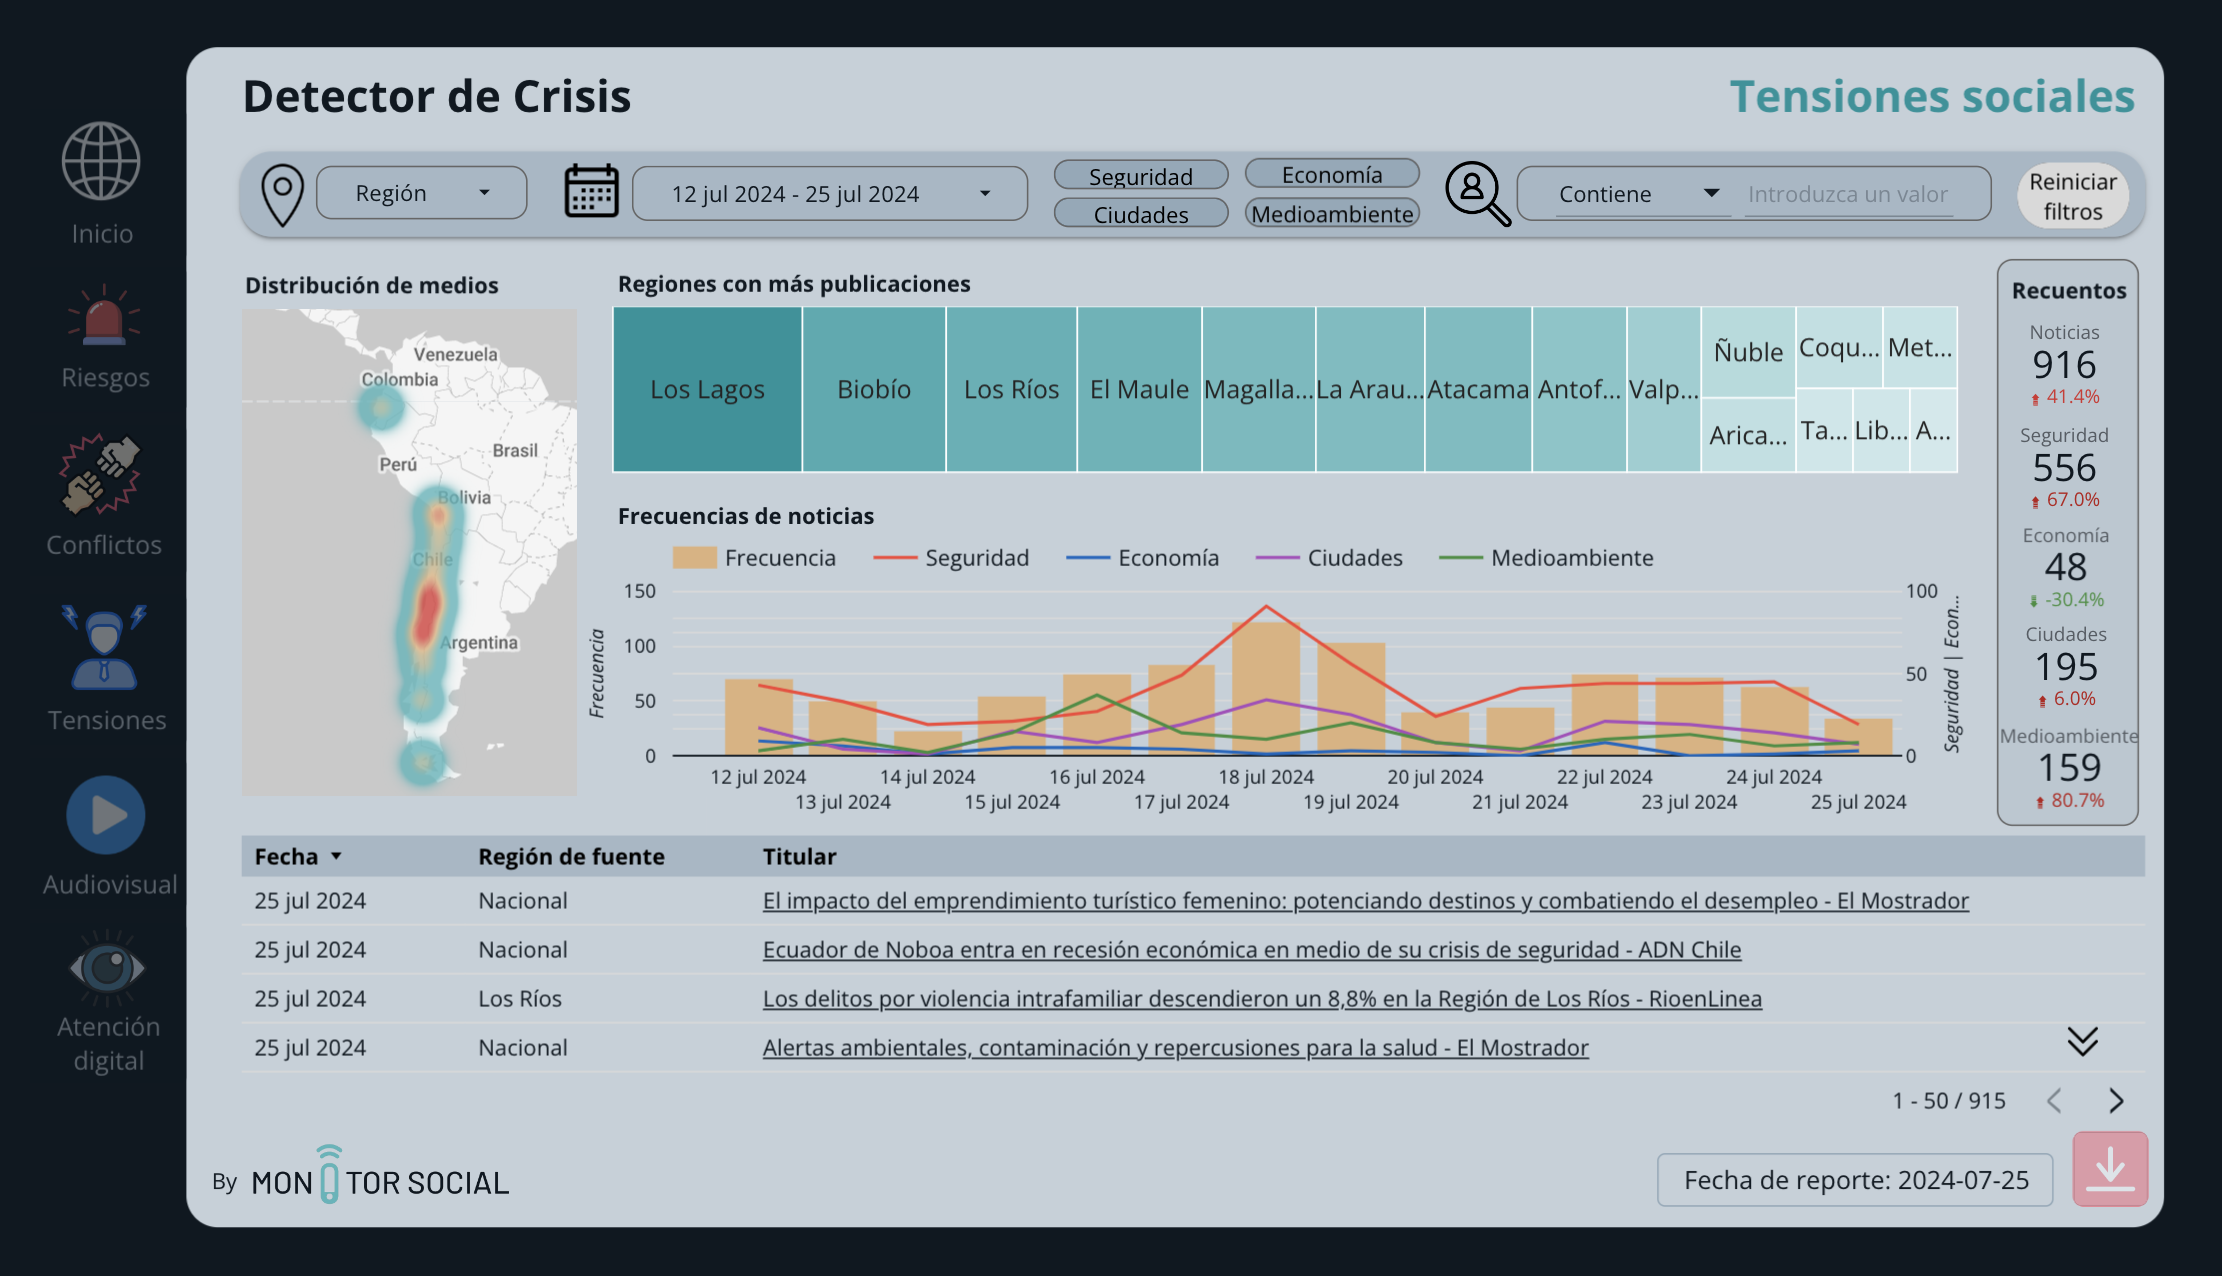 Detector de Crisis
Tensiones sociales
Inicio
Riesgos
Conflictos
Tensiones
Audiovisual
Atención
digital
Región
12 jul 2024 - 25 jul 2024
Seguridad
Economía
Ciudades
Medioambiente
Contiene
Introduzca un valor
Reiniciar
filtros
Distribución de medios
Venezuela
Colombia
Brasil
Perú
Bolivia
Chile
Argentina
Regiones con más publicaciones
Los Lagos
Biobío
Los Ríos
El Maule
Magalla...
La Arau...
Atacama
Antof...
Valp...
Ñuble
Arica...
Coqu...
Met...
Ta...
Lib...
A...
Frecuencias de noticias
Frecuencia
Seguridad
Economía
Ciudades
Medioambiente
Frecuencia
150
100
50
0
100
50
0
Seguridad | Econ...
12 jul 2024
13 jul 2024
14 jul 2024
15 jul 2024
16 jul 2024
17 jul 2024
18 jul 2024
19 jul 2024
20 jul 2024
21 jul 2024
22 jul 2024
23 jul 2024
24 jul 2024
25 jul 2024
Recuentos
Noticias
916
41.4%
Seguridad
556
67.0%
Economía
48
-30.4%
Ciudades
195
6.0%
Medioambiente
159
80.7%
Fecha Región de fuente Titular
25 jul 2024 Nacional El impacto del emprendimiento turístico femenino: potenciando destinos y combatiendo el desempleo - El Mostrador
25 jul 2024 Nacional Ecuador de Noboa entra en recesión económica en medio de su crisis de seguridad - ADN Chile
25 jul 2024 Los Ríos Los delitos por violencia intrafamiliar descendieron un 8,8% en la Región de Los Ríos - RioenLinea
25 jul 2024 Nacional Alertas ambientales, contaminación y repercusiones para la salud - El Mostrador
1 - 50 / 915
By MONITOR SOCIAL
Fecha de reporte: 2024-07-25